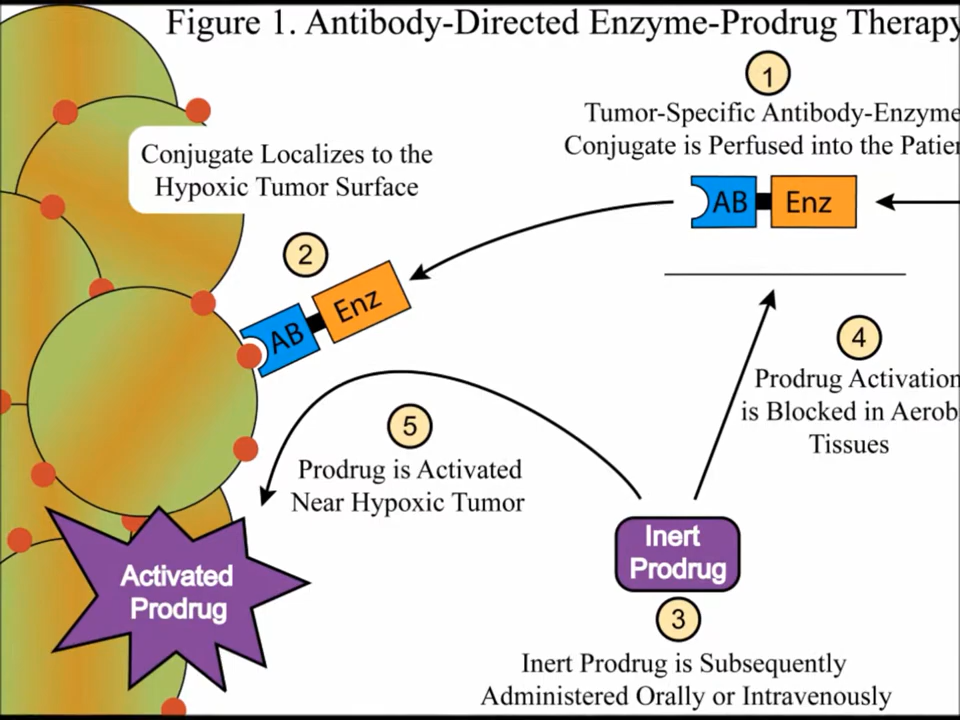 Figure 1. Antibody-Directed Enzyme-Prodrug Therapy
1
Tumor-Specific Antibody-Enzyme
Conjugate is Perfused into the Patien
AB Enz
Conjugate Localizes to the
Hypoxic Tumor Surface
2
AB Enz
4
Prodrug Activation
is Blocked in Aerob
Tissues
5
Prodrug is Activated
Near Hypoxic Tumor
Inert
Prodrug
Activated
Prodrug
3
Inert Prodrug is Subsequently
Administered Orally or Intravenously